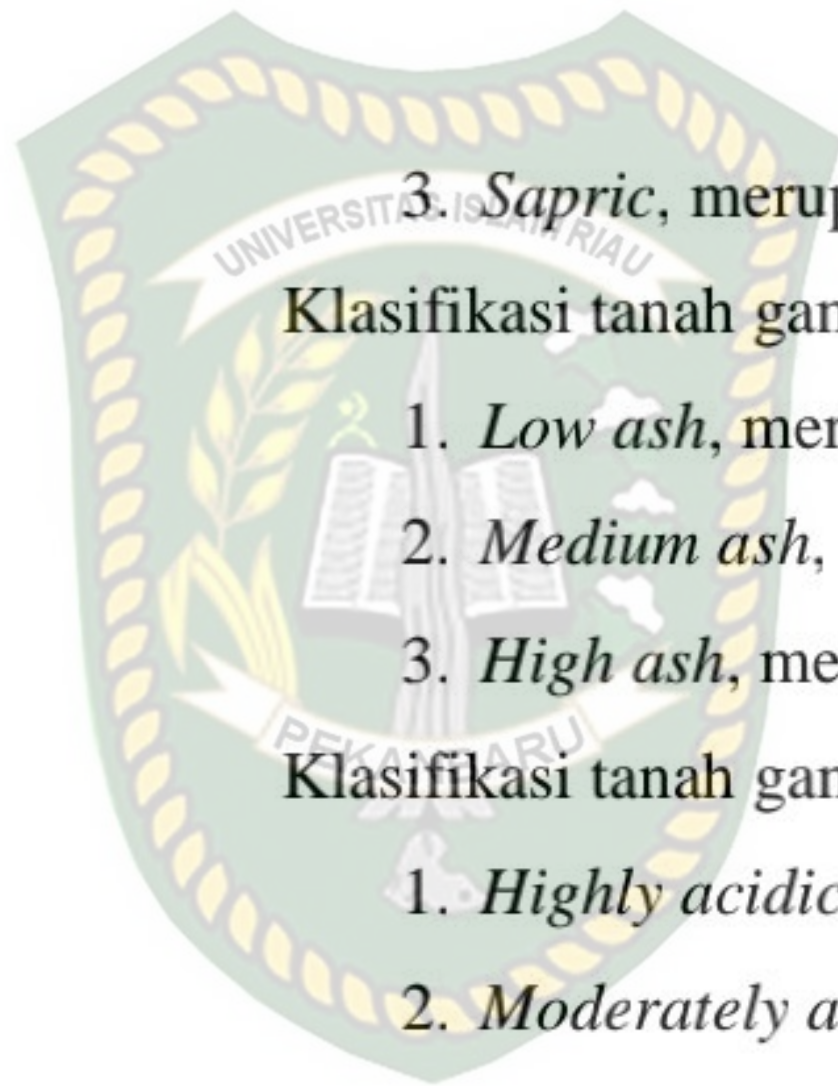 UNIVERSITAS ISLAM RIAU
3. Sapric, merup
Klasifikasi tanah gam
1. Low ash, mer
2. Medium ash,
3. High ash, me
PEKANBARU
Klasifikasi tanah gam
1. Highly acidic
2. Moderately a